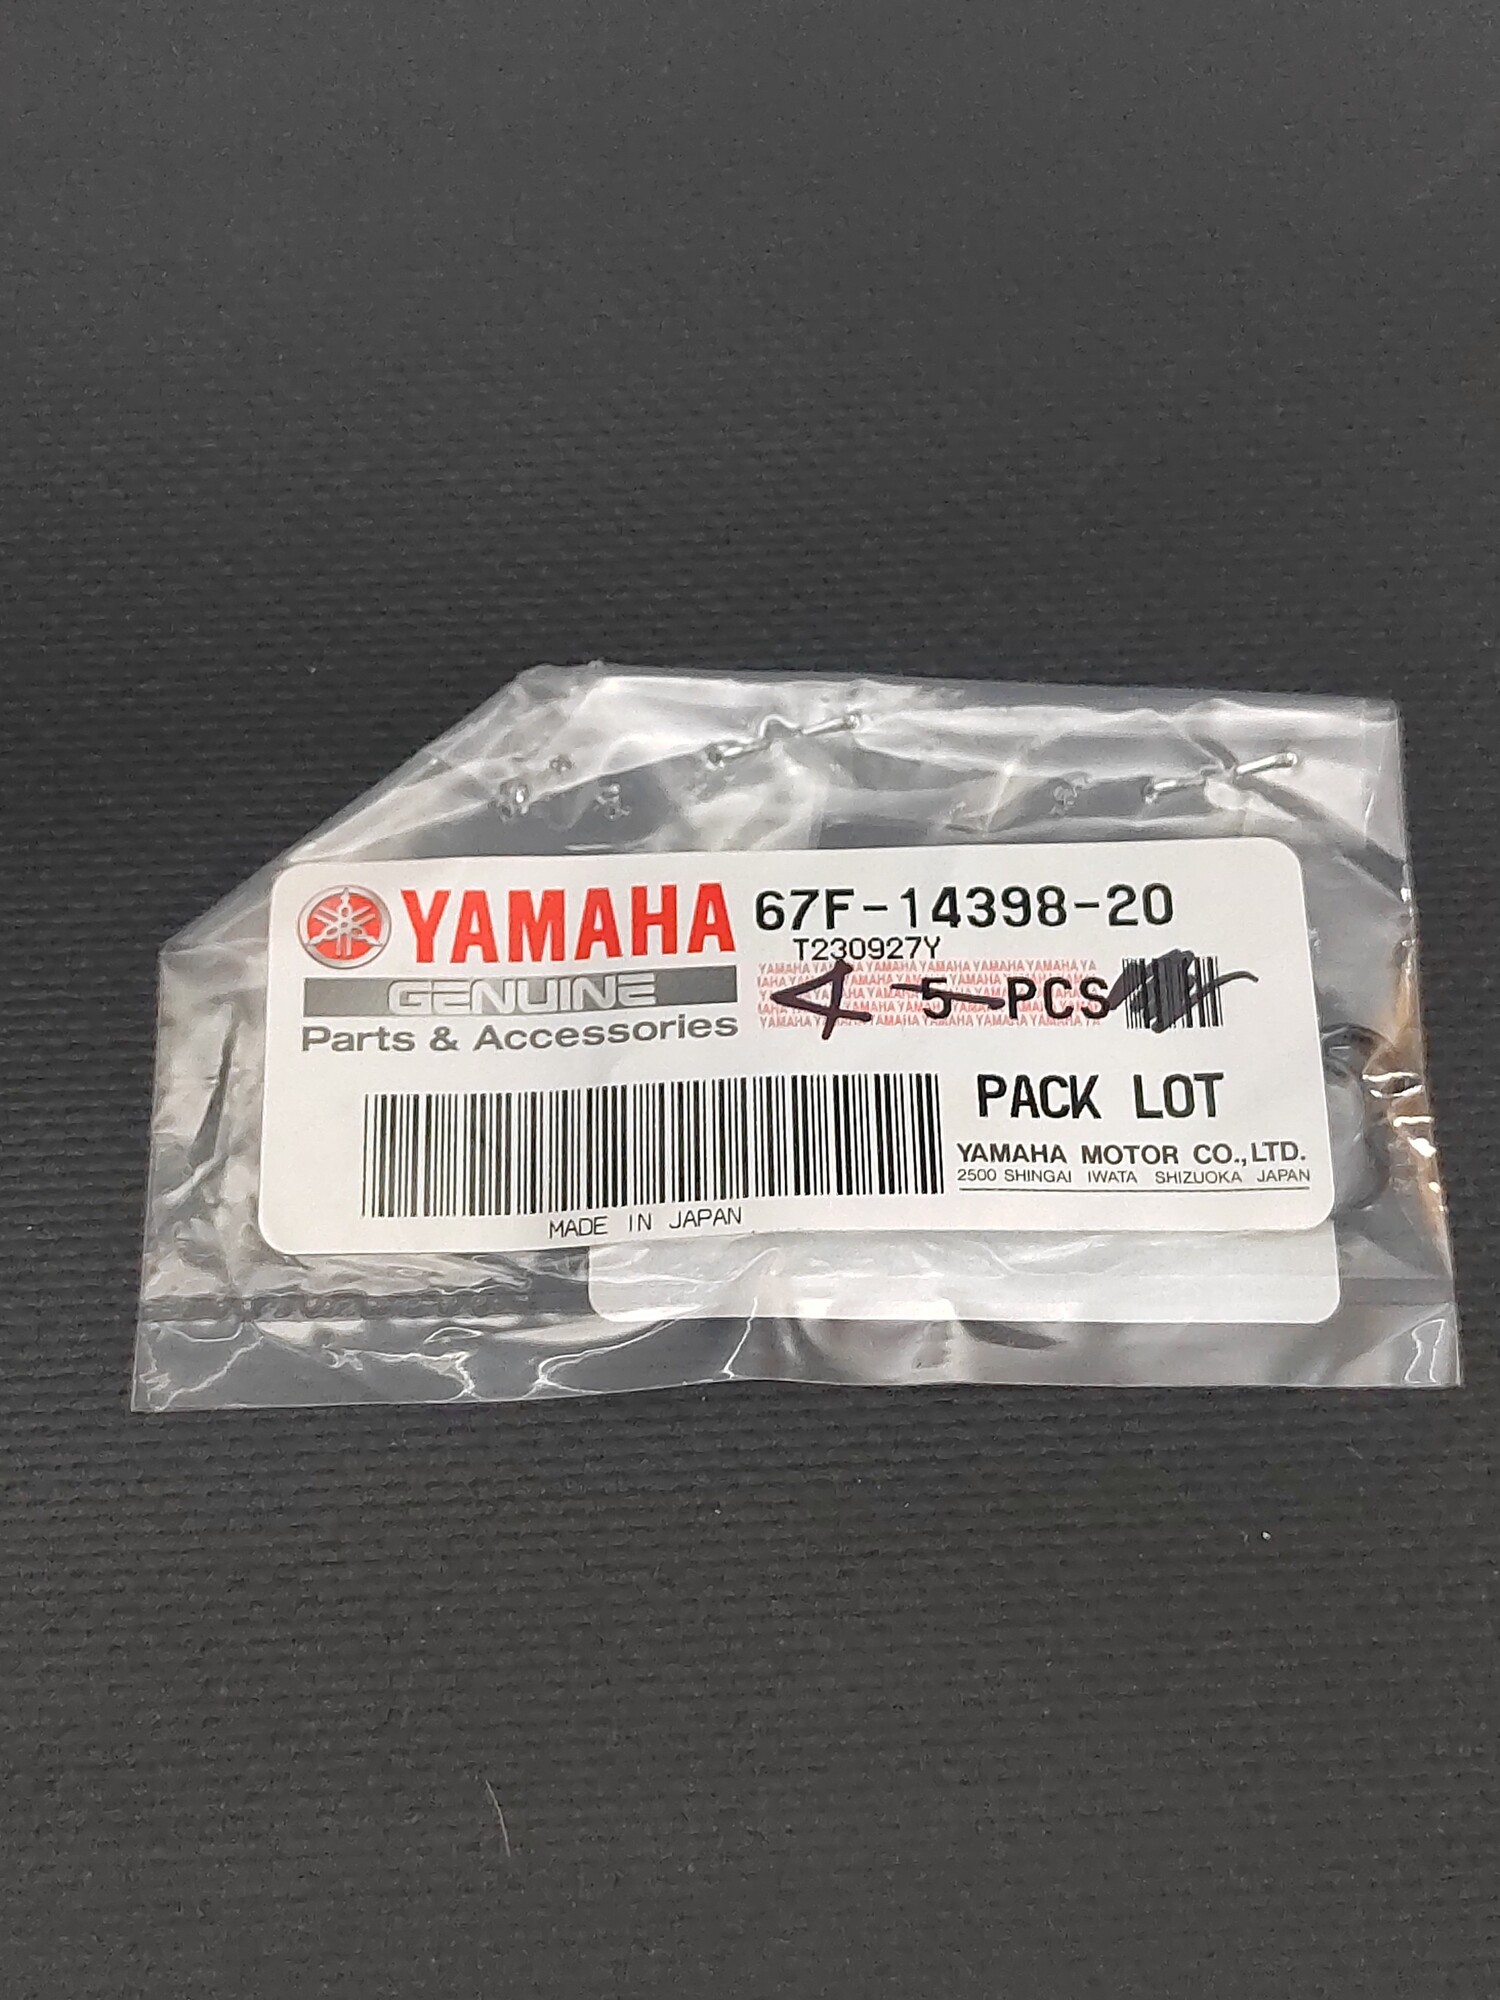 YAMAHA 67F-14398-20
T230927Y
GENUINE
4 5 PCS
Parts & Accessories
PACK LOT
YAMAHA MOTOR CO.,LTD.
2500 SHINGAI IWATA SHIZUOKA JAPAN
MADE IN JAPAN